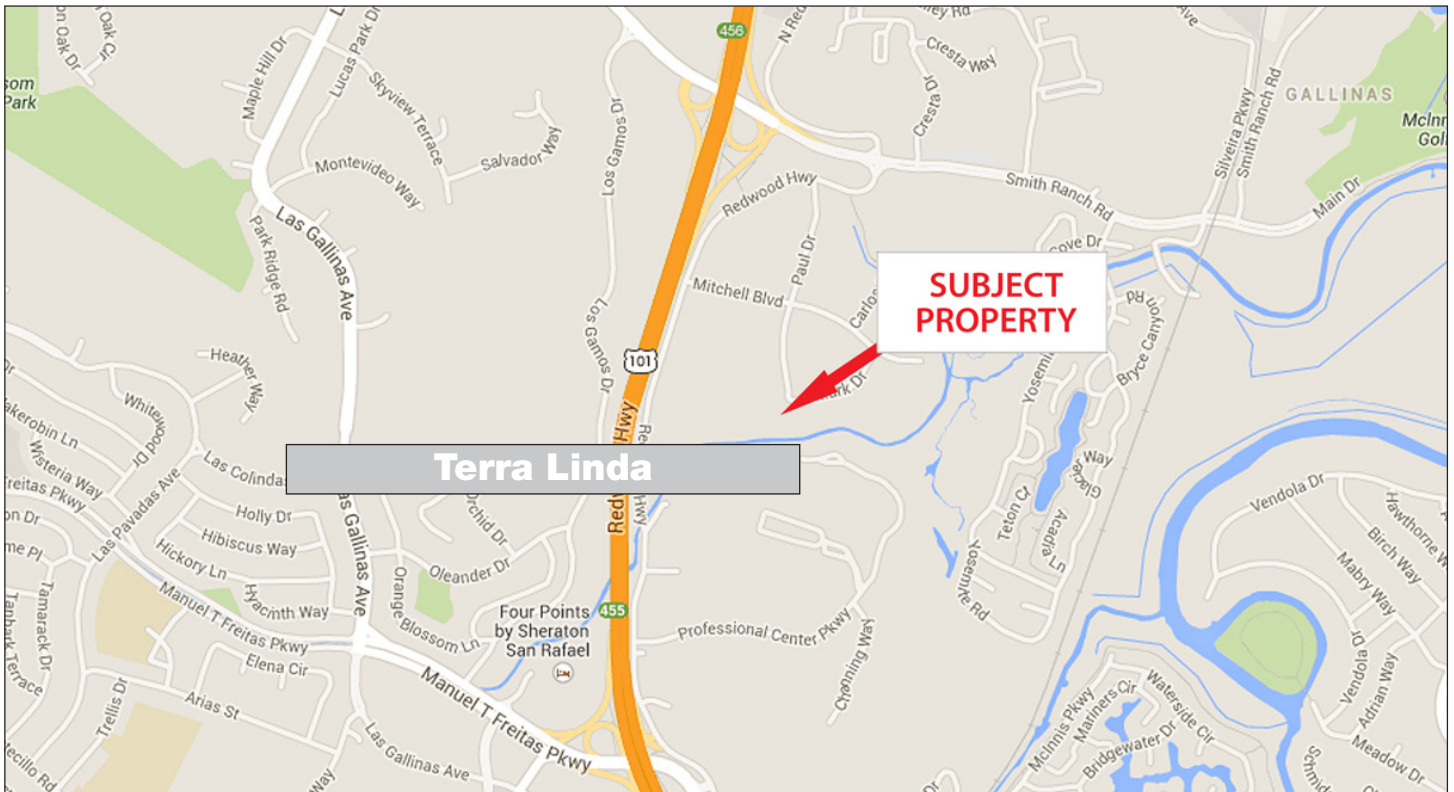 456
Cresta Way
Cresta Dr
Silveira Pkwy
Smith Ranch Rd
GALLINAS
Main Dr
Maple Hill Dr
Lucas Park Dr
Skyview Terrace
Salvador Way
Montevideo Way
Park Ridge Rd
Las Gallinas Ave
Los Gamos Dr
Los Gamos Dr
Redwood Hwy
Smith Ranch Rd
Paul Dr
Mitchell Blvd
SUBJECT
PROPERTY
101
Heather Way
Whitewood Dr
Wisteria Way
Las Pavadas Ave
Terra Linda
Holly Dr
Hibiscus Way
Hickory Ln
Hyacinth Way
Orchid Dr
Oleander Dr
Orange Blossom Ln
Manuel T Freitas Pkwy
Elena Cir
Arias St
Trellis Dr
Tamarack Dr
Las Gallinas Ave
Manuel T Freitas Pkwy
Four Points
by Sheraton
San Rafael
455
Professional Center Pkwy
Channing Way
Bryce Canyon Rd
Glacier Way
Teton Ct
Acadia Ln
Yosemite Rd
Vendola Dr
Birch Way
Mabry Way
Vendola Dr
Adrian Way
Meadow Dr
McInnis Pkwy
Mariners Cir
Waterside Cir
Bridgewater Dr